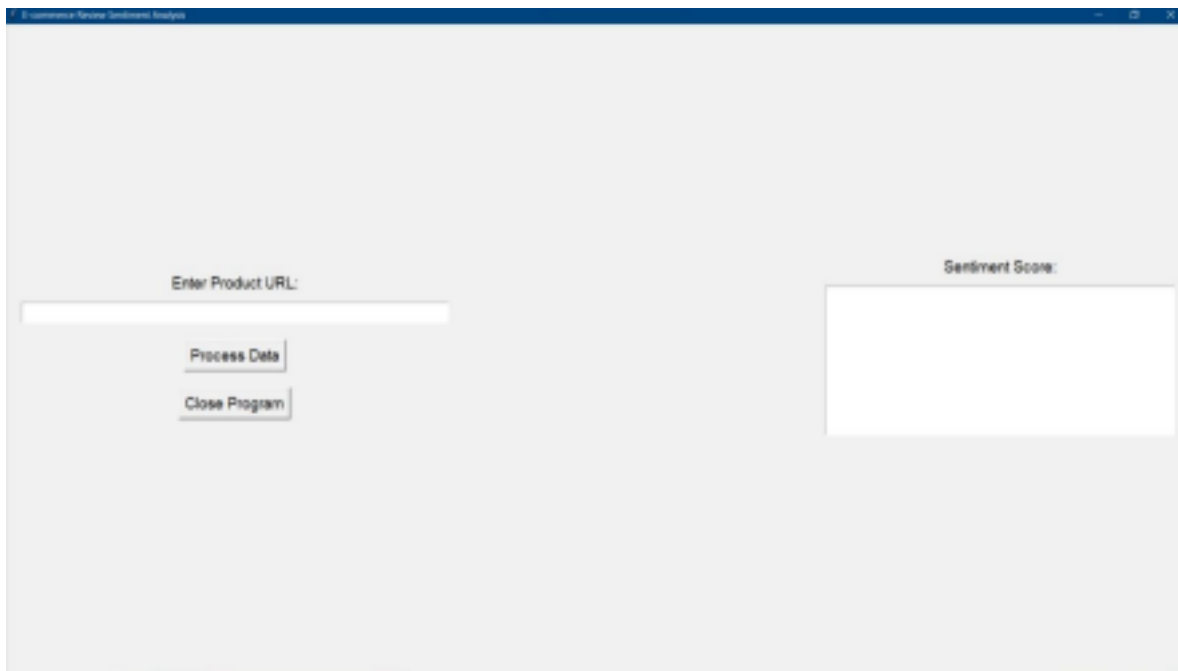 E-commerce Review Sentiment Analysis
Enter Product URL:
Process Data
Close Program
Sentiment Score: